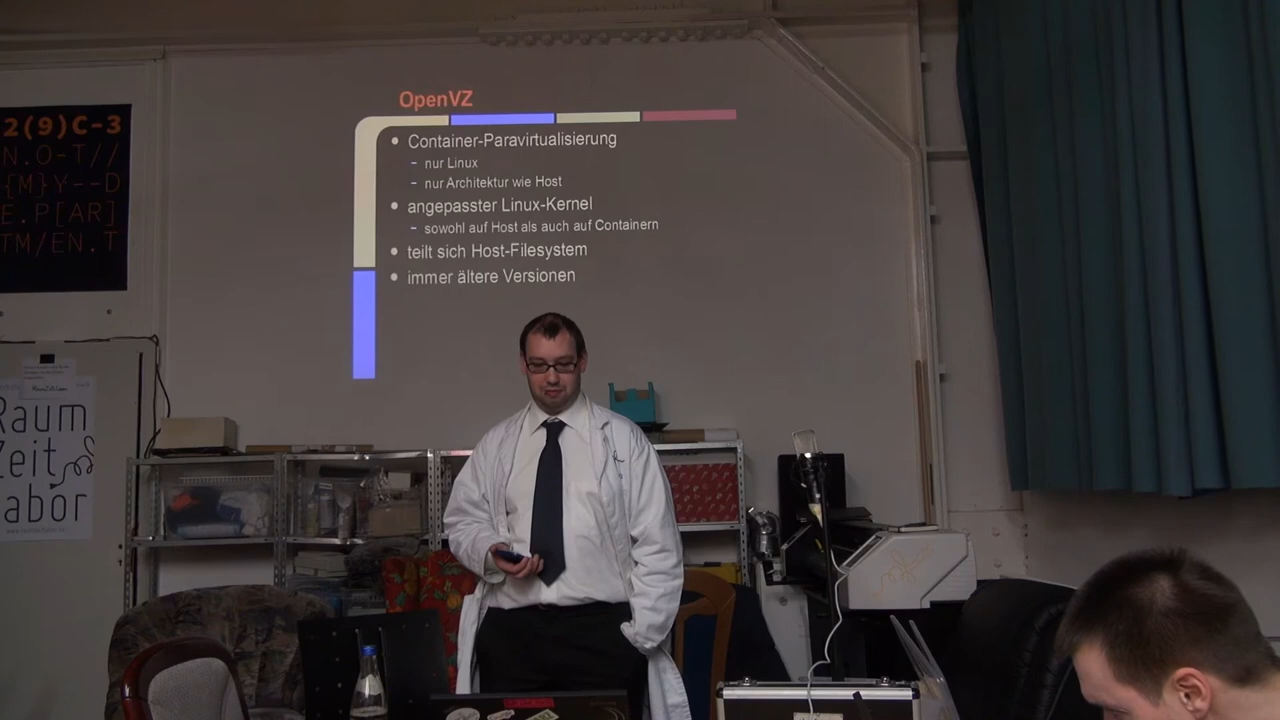 OpenVZ
Container-Paravirtualisierung
nur Linux
nur Architektur wie Host
angepasster Linux-Kernel
sowohl auf Host als auch auf Containern
teilt sich Host-Filesystem
immer ältere Versionen
2(9)C-3
N.O-T//
{M}Y--D
E.P[AR]
TM/EN.T
Raum
Zeit
Labor